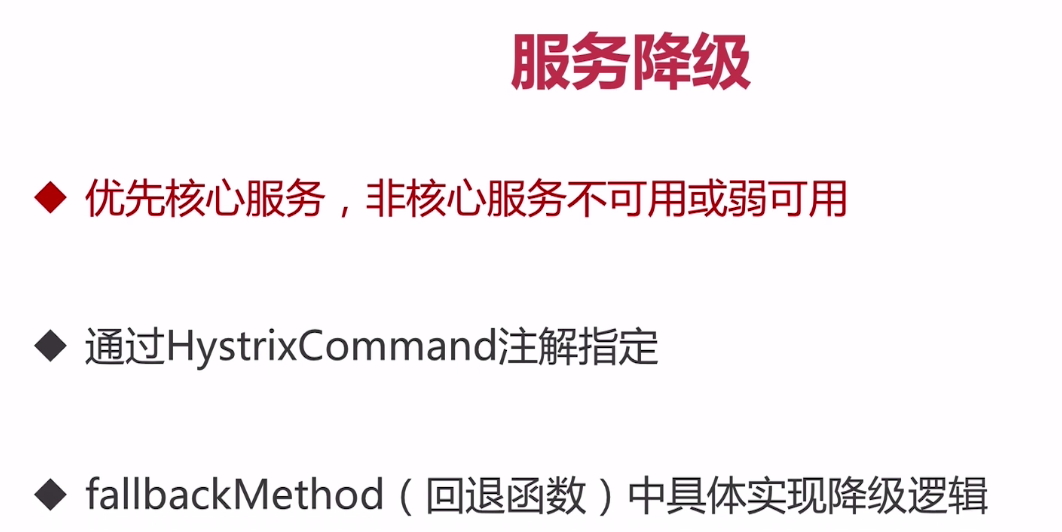 服务降级
优先核心服务，非核心服务不可用或弱可用
通过HystrixCommand注解指定
fallbackMethod（回退函数）中具体实现降级逻辑